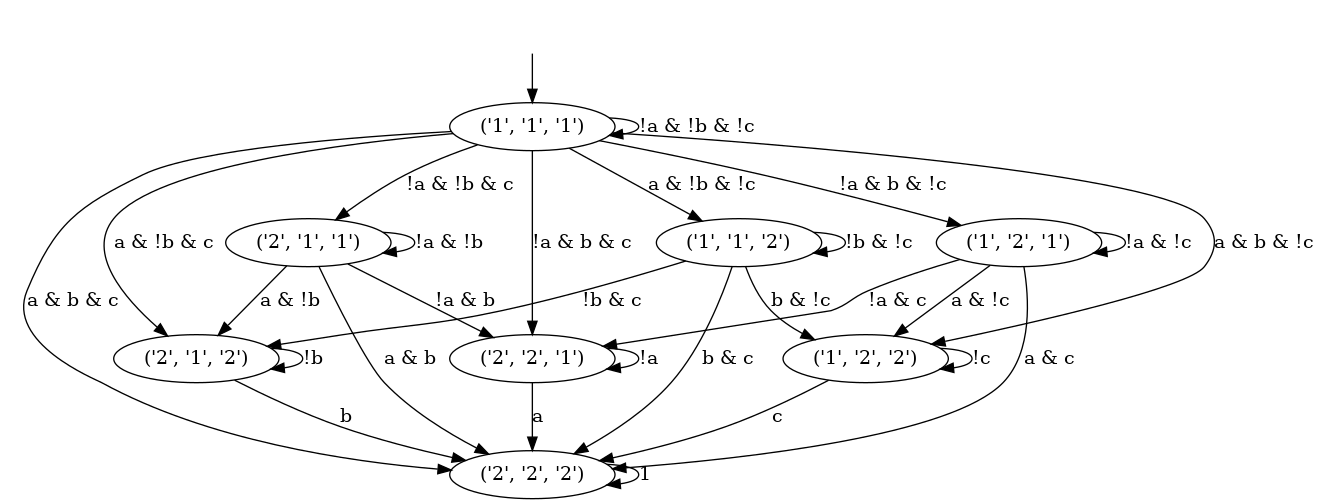 ('1', '1', '1')
!a & !b & !c
!a & !b & c
a & !b & !c
!a & b & !c
a & !b & c
('2', '1', '1')
!a & !b
!a & b & c
('1', '1', '2')
!b & !c
('1', '2', '1')
!a & !c
a & b & !c
a & b & c
a & !b
!a & b
!b & c
b & !c
!a & c
a & !c
('2', '1', '2')
!b
a & b
('2', '2', '1')
!a
b & c
('1', '2', '2')
!c
a & c
b
a
c
('2', '2', '2')
1